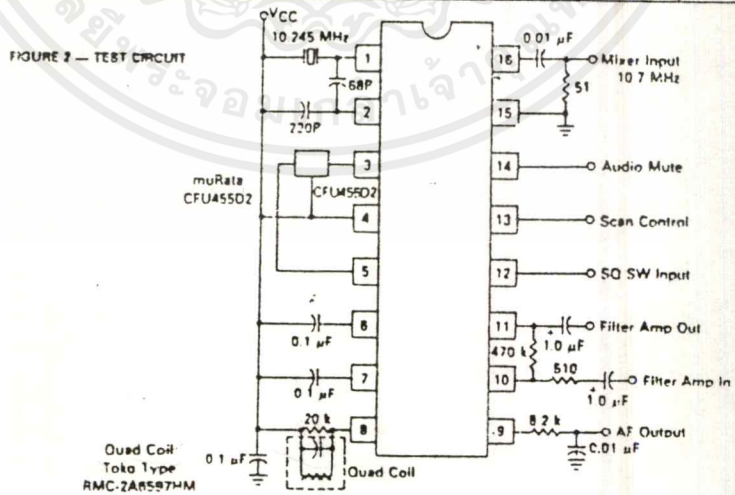 FIGURE 2 — TEST CIRCUIT
VCC
10.245 MHz
68P
220P
muRata
CFU455D2
CFU455D2
0.1 µF
0.1 µF
20 k
Quad Coil
Toko Type
RMC-2A6597HM
0.1 µF
Quad Coil
1
2
3
4
5
6
7
8
16
15
14
13
12
11
10
9
0.01 µF
Mixer Input
10.7 MHz
51
Audio Mute
Scan Control
SQ SW Input
Filter Amp Out
1.0 µF
470 k
510
Filter Amp In
1.0 µF
8.2 k
AF Output
0.01 µF